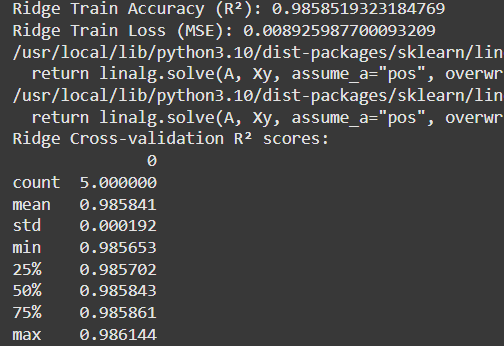 Ridge Train Accuracy (R²): 0.9858519323184769
Ridge Train Loss (MSE): 0.008925987700093209
/usr/local/lib/python3.10/dist-packages/sklearn/lin
return linalg.solve(A, Xy, assume_a="pos", overwr
/usr/local/lib/python3.10/dist-packages/sklearn/lin
return linalg.solve(A, Xy, assume_a="pos", overwr
Ridge Cross-validation R² scores:
0
count 5.000000
mean 0.985841
std 0.000192
min 0.985653
25% 0.985702
50% 0.985843
75% 0.985861
max 0.986144